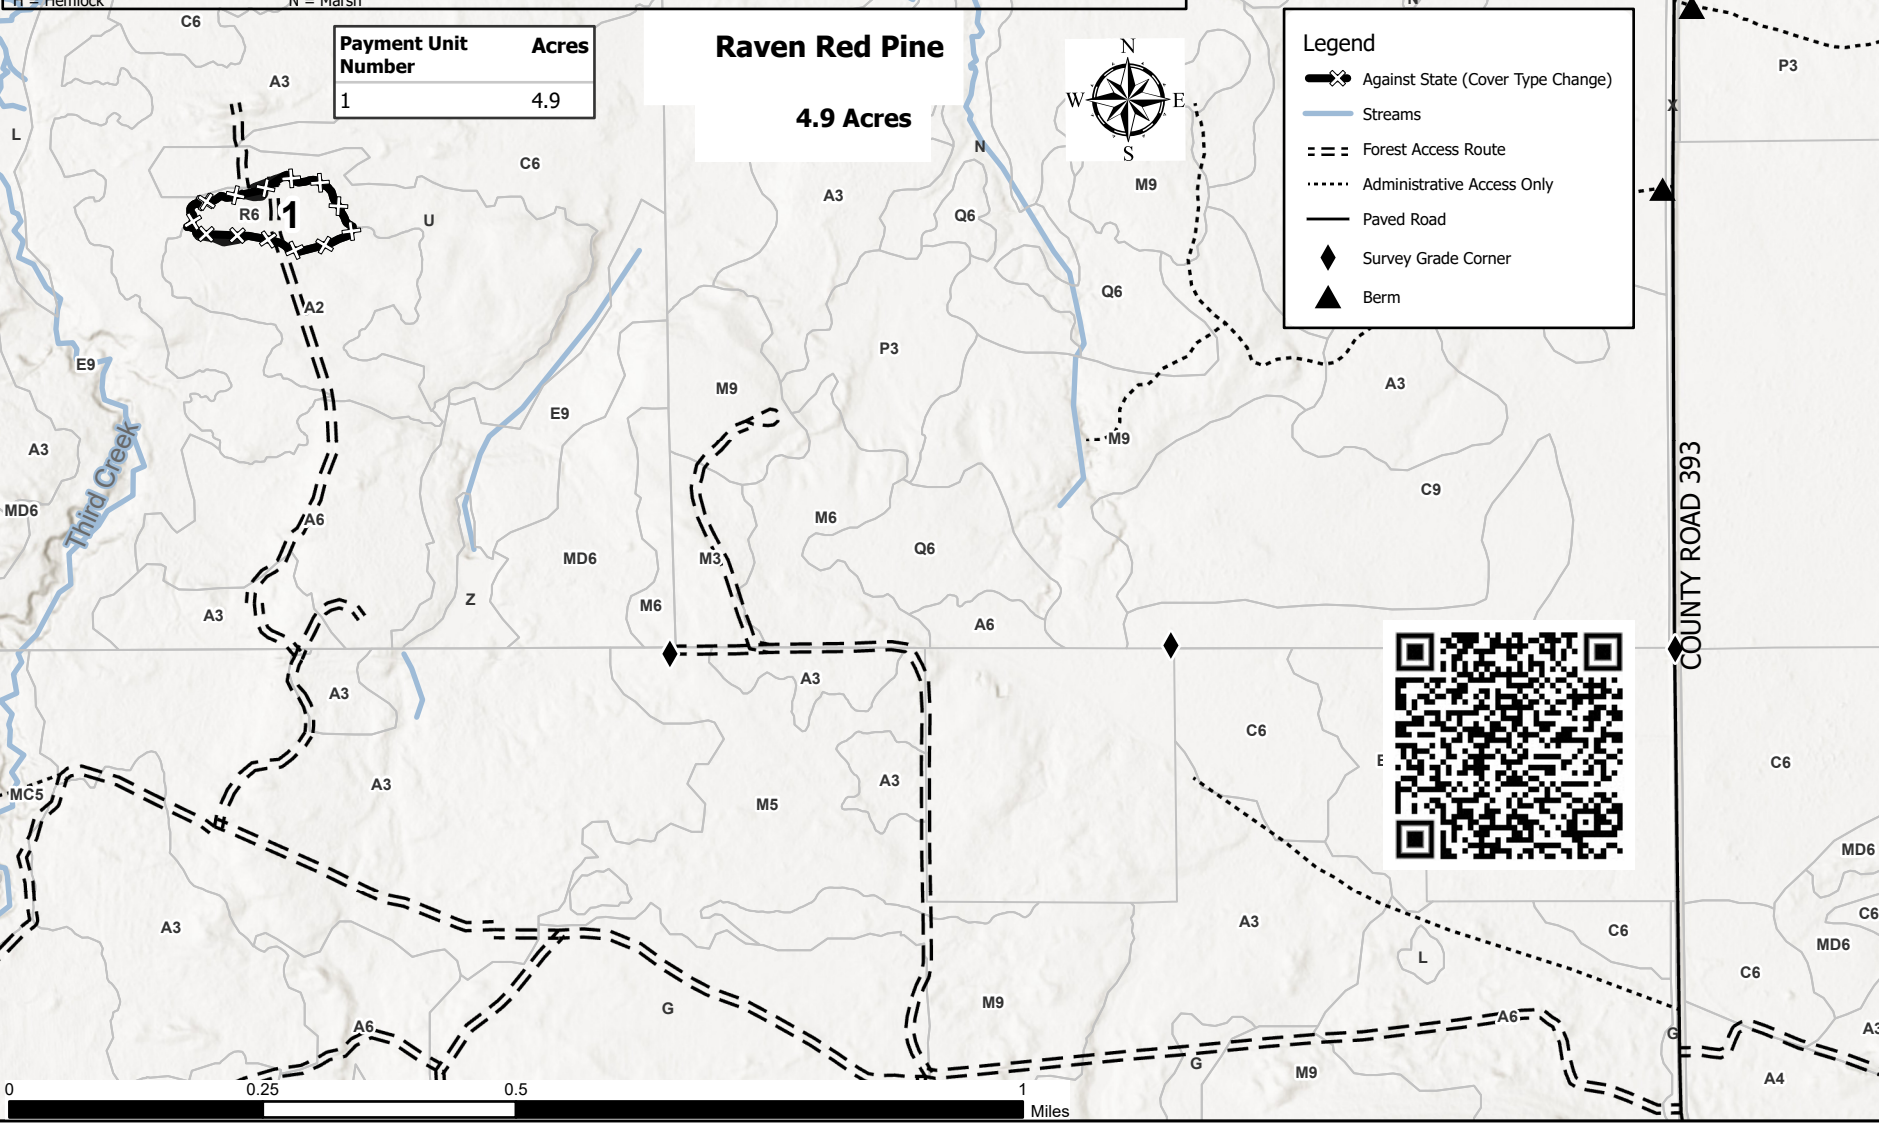 H = Hemlock
N = Marsh
Payment Unit Number Acres
1 4.9
Raven Red Pine
4.9 Acres
N
W E
S
Legend
Against State (Cover Type Change)
Streams
Forest Access Route
Administrative Access Only
Paved Road
Survey Grade Corner
Berm
C6
A3
L
C6
R6
1
U
A2
E9
A3
MD6
Third Creek
A6
A3
Z
E9
MD6
M6
A3
N
Q6
M9
Q6
P3
M9
M9
A3
C9
M6
M3
Q6
A6
X
P3
COUNTY ROAD 393
A3
A3
A3
A3
M5
MC5
C6
C6
MD6
C6
MD6
C6
A3
A3
L
C6
A6
G
M9
A6
G
G
M9
A3
A4
0 0.25 0.5 1
Miles